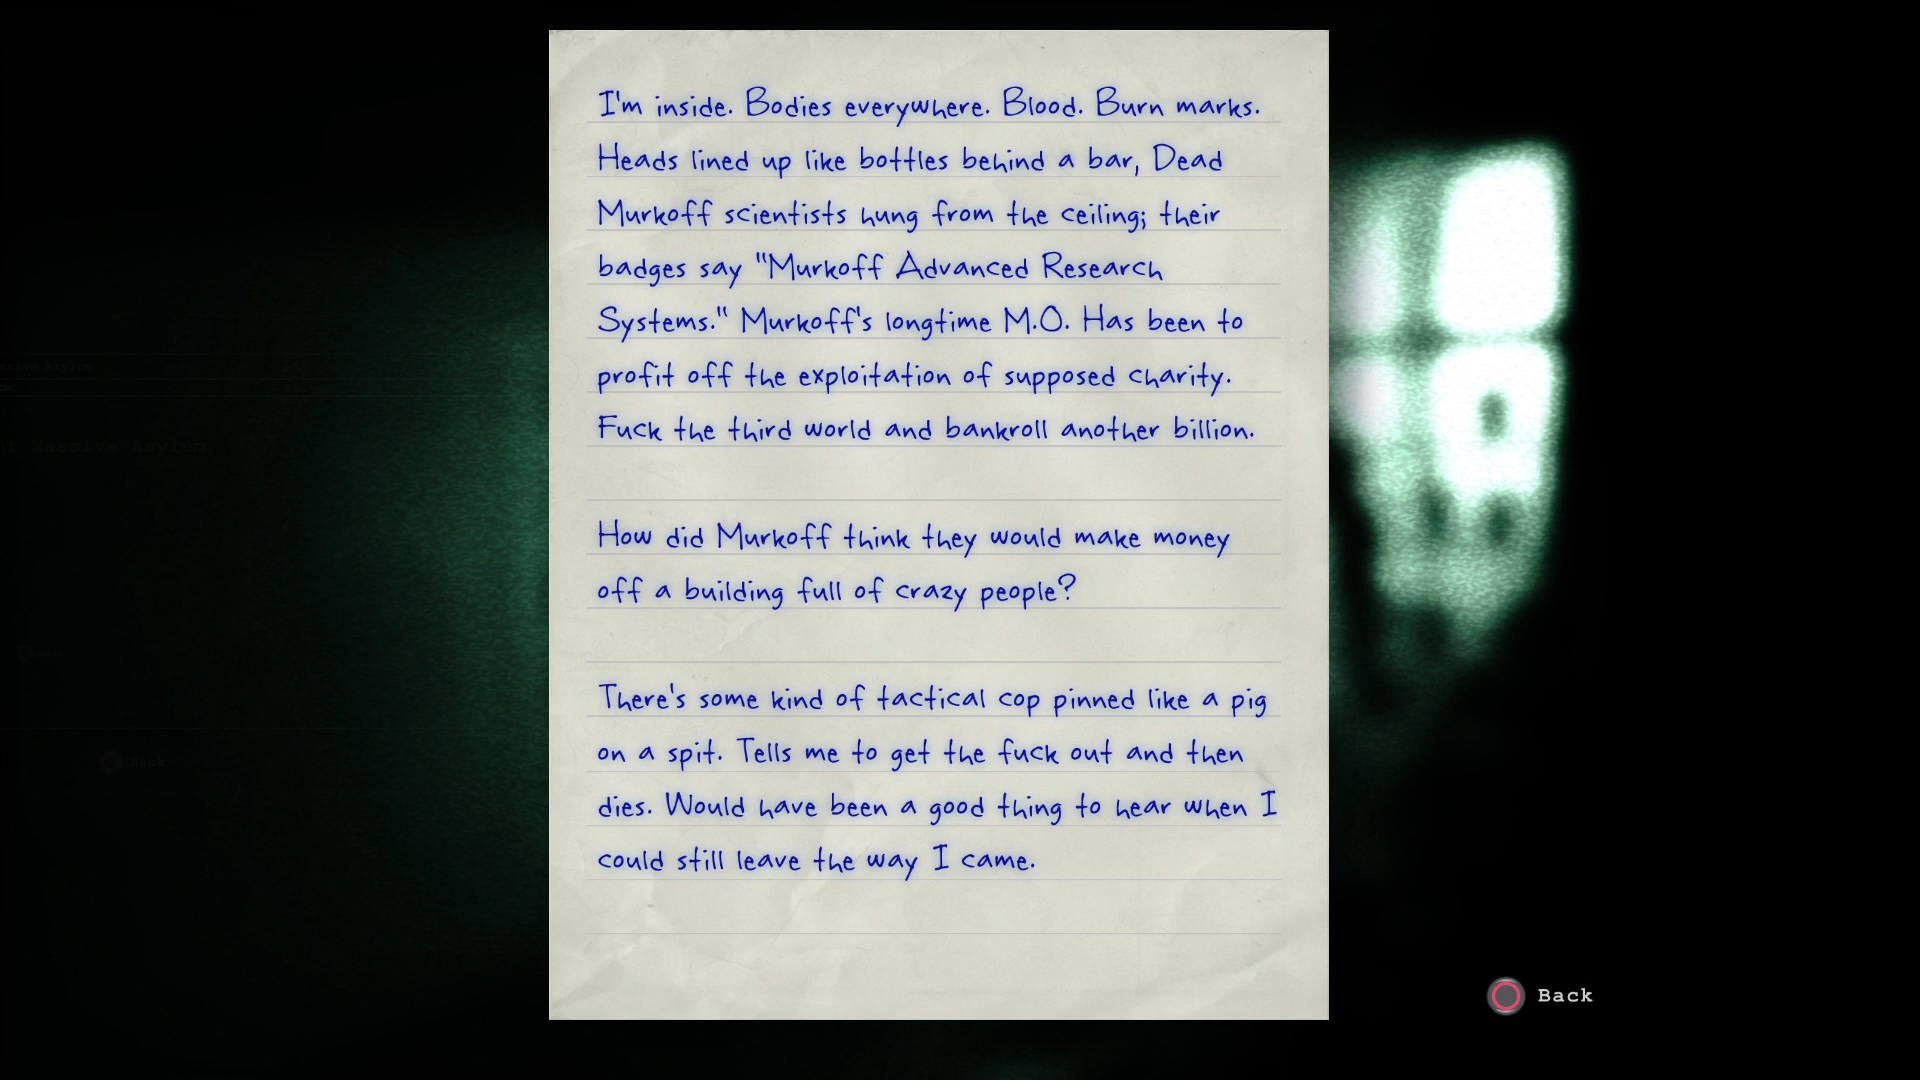 I'm inside. Bodies everywhere. Blood. Burn marks.
Heads lined up like bottles behind a bar, Dead
Murkoff scientists hung from the ceiling; their
badges say "Murkoff Advanced Research
Systems." Murkoff's longtime M.O. Has been to
profit off the exploitation of supposed charity.
Fuck the third world and bankroll another billion.
How did Murkoff think they would make money
off a building full of crazy people?
There's some kind of tactical cop pinned like a pig
on a spit. Tells me to get the fuck out and then
dies. Would have been a good thing to hear when I
could still leave the way I came.
Massive Asylum
Back
Back